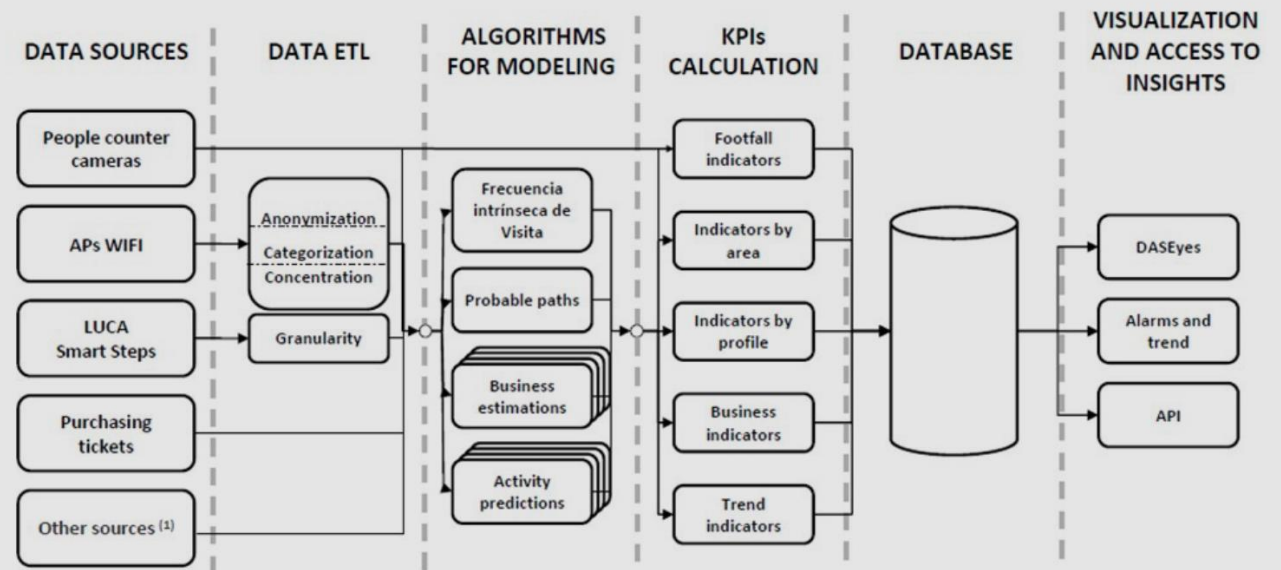 DATA SOURCES
DATA ETL
ALGORITHMS
FOR MODELING
KPIs
CALCULATION
DATABASE
VISUALIZATION
AND ACCESS TO
INSIGHTS
People counter
cameras
APs WIFI
LUCA
Smart Steps
Purchasing
tickets
Other sources (1)
Anonymization
Categorization
Concentration
Granularity
Frecuencia
intrínseca de
Visita
Probable paths
Business
estimations
Activity
predictions
Footfall
indicators
Indicators by
area
Indicators by
profile
Business
indicators
Trend
indicators
DASEyes
Alarms and
trend
API